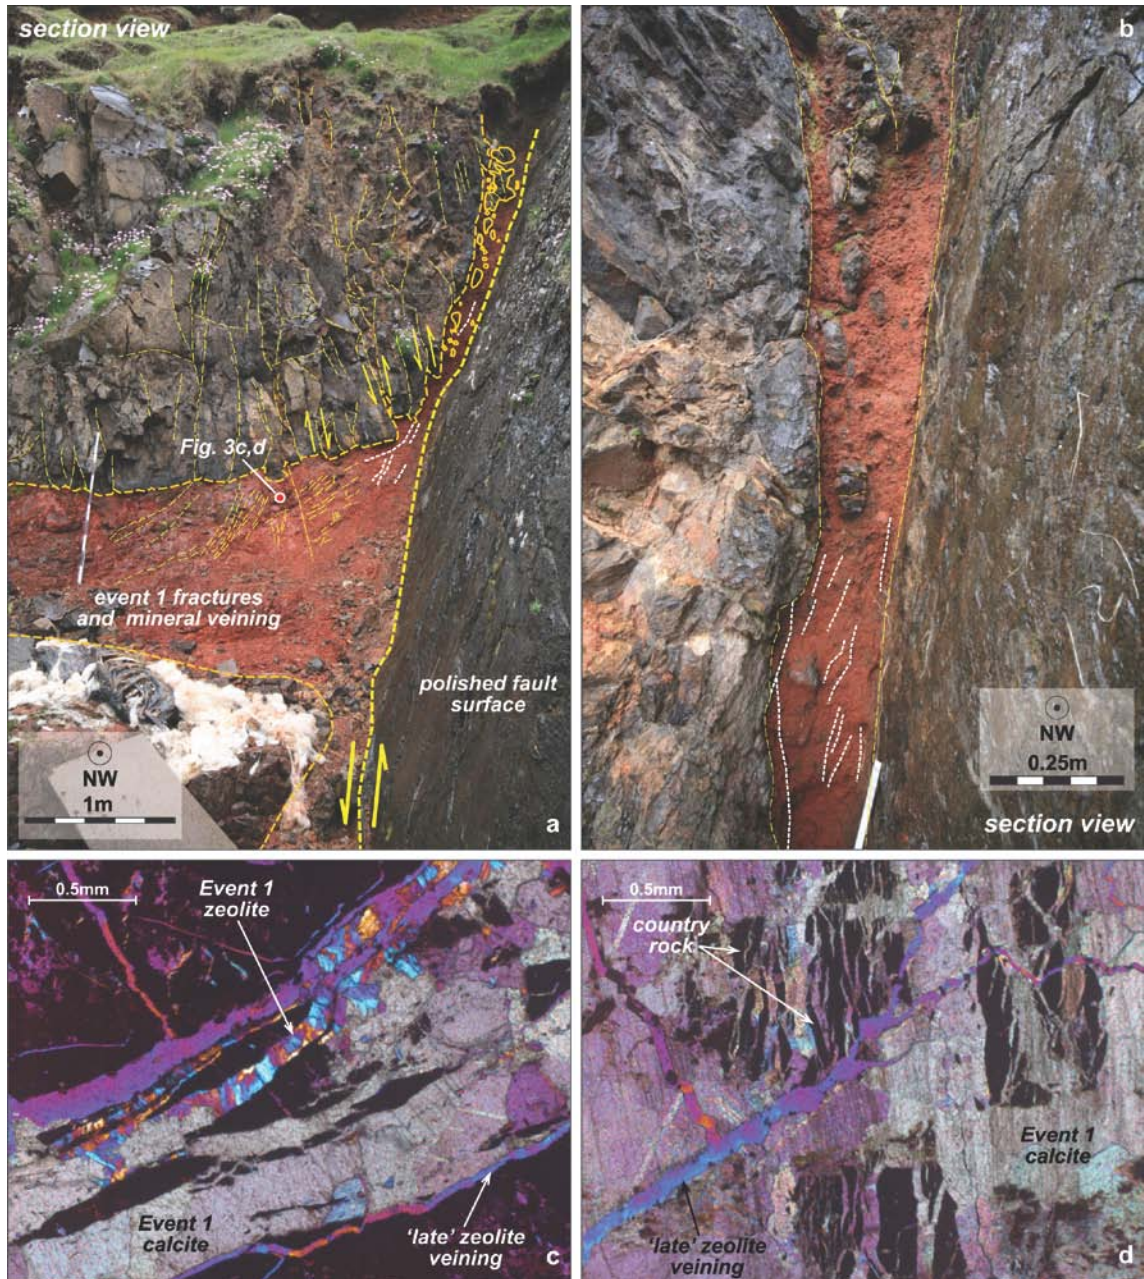 section view
Fig. 3c,d
event 1 fractures
and mineral veining
polished fault
surface
NW
1m
a
b
NW
0.25m
section view
0.5mm
Event 1
zeolite
Event 1
calcite
'late' zeolite
veining
c
0.5mm
country
rock
Event 1
calcite
'late' zeolite
veining
d